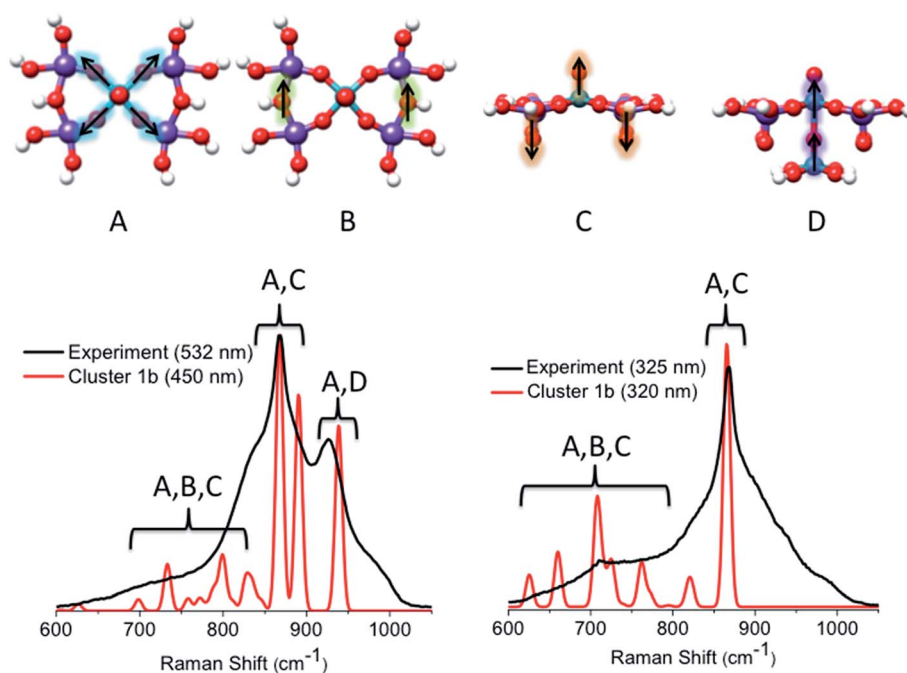 A B C D
A,C
Experiment (532 nm)
Cluster 1b (450 nm)
A,D
A,B,C
600 700 800 900 1000
Raman Shift (cm-1)
A,C
Experiment (325 nm)
Cluster 1b (320 nm)
A,B,C
600 700 800 900 1000
Raman Shift (cm-1)